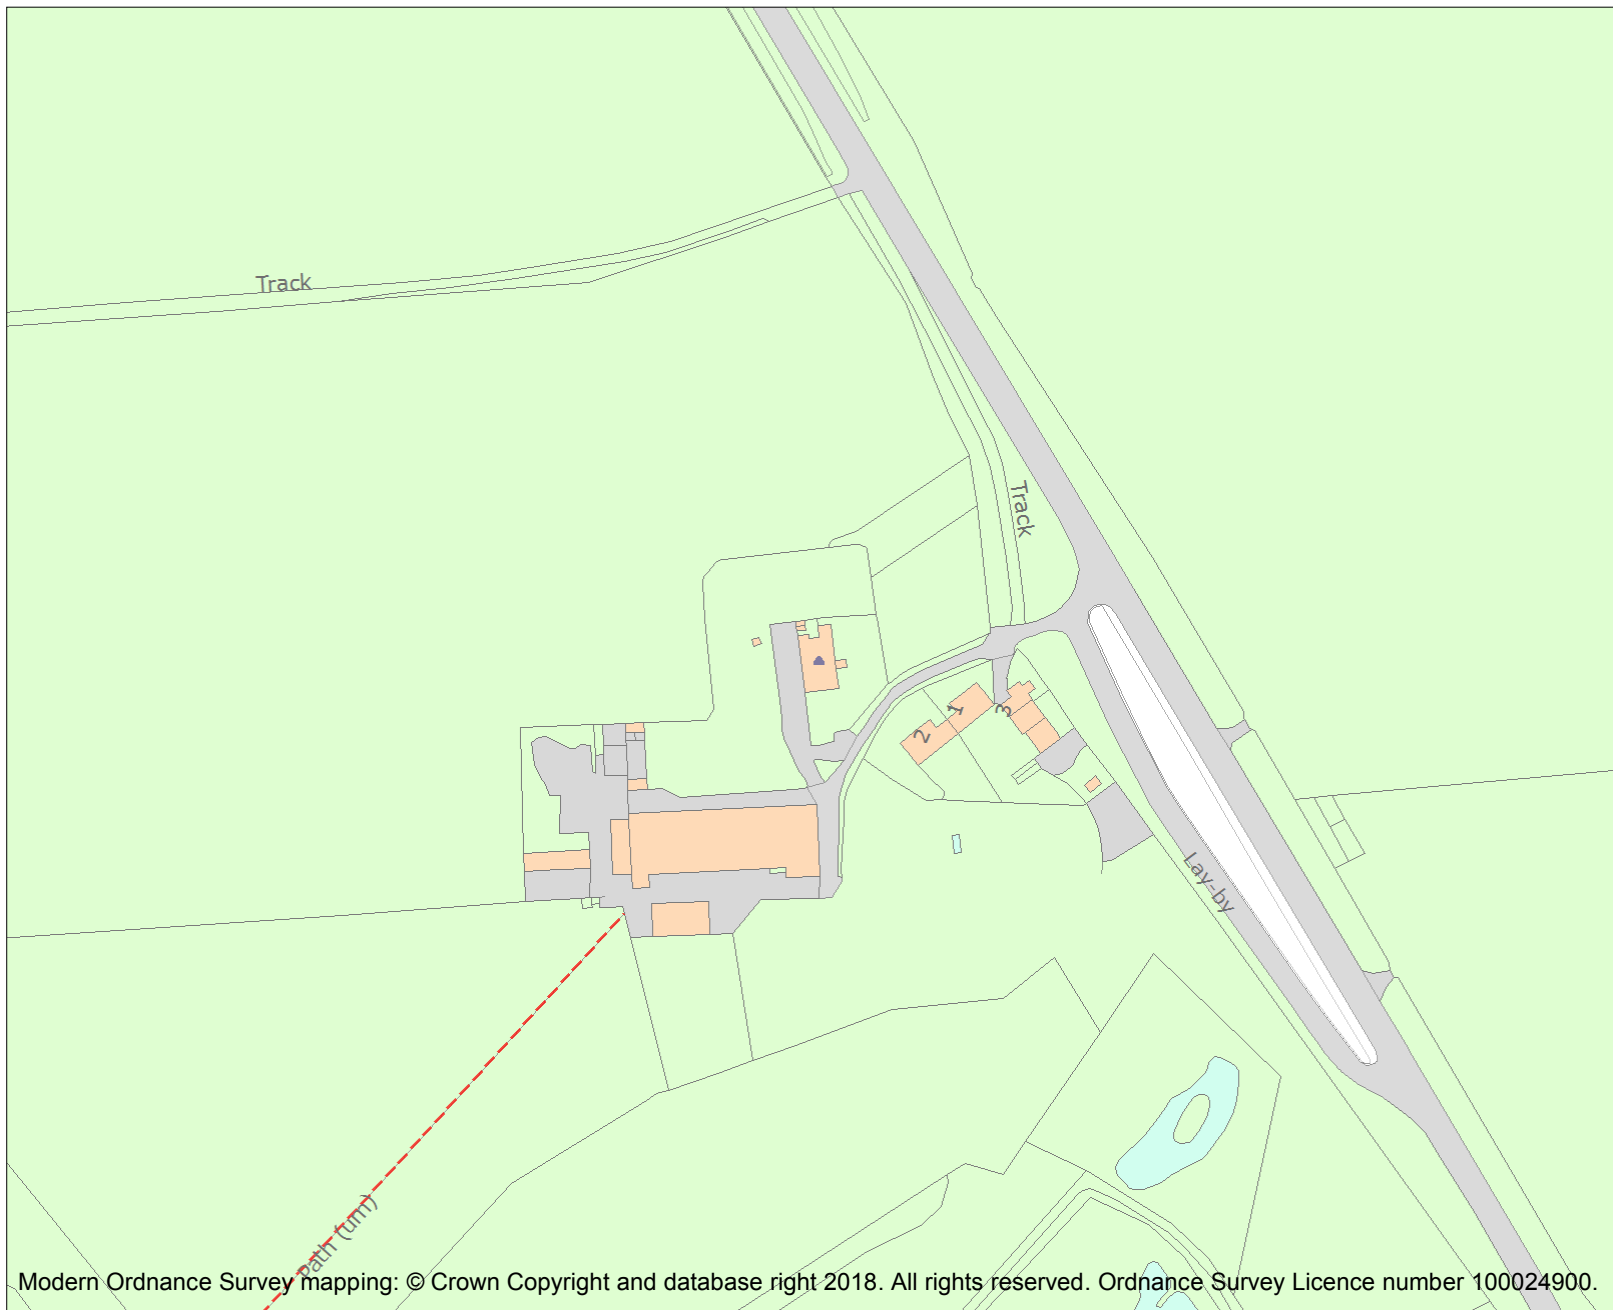 Track
Track
1
2
3
Lay-by
Path (um)
Modern Ordnance Survey mapping: © Crown Copyright and database right 2018. All rights reserved. Ordnance Survey Licence number 100024900.